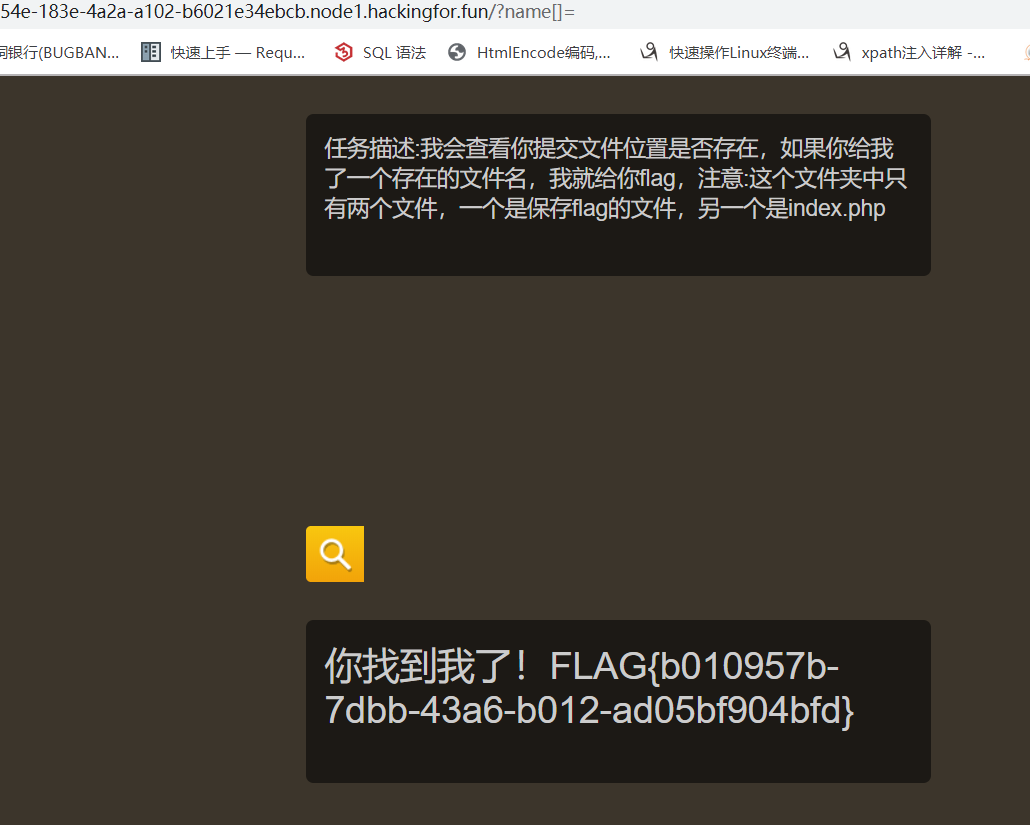 54e-183e-4a2a-a102-b6021e34ebcb.node1.hackingfor.fun/?name[]=
银行(BUGBAN... 快速上手 — Requ... SQL 语法 HtmlEncode编码,... 快速操作Linux终端... xpath注入详解 -...
任务描述:我会查看你提交文件位置是否存在，如果你给我
了一个存在的文件名，我就给你flag，注意:这个文件夹中只
有两个文件，一个是保存flag的文件，另一个是index.php
你找到我了！FLAG{b010957b-
7dbb-43a6-b012-ad05bf904bfd}